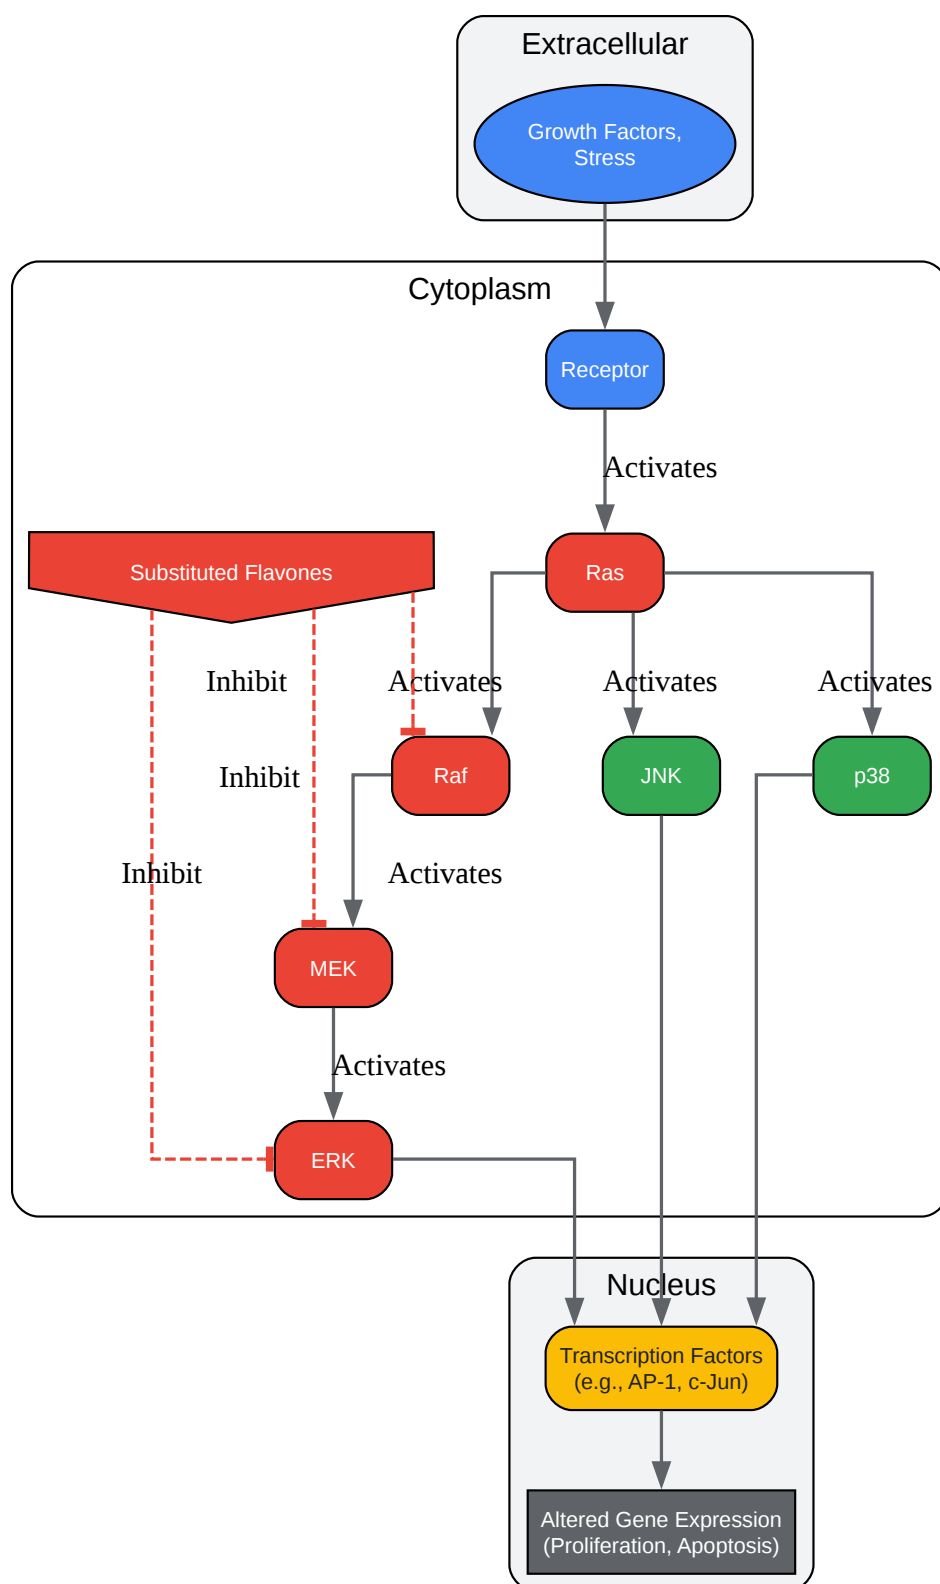 Extracellular
Growth Factors,
Stress
Cytoplasm
Receptor
Activates
Substituted Flavones
Ras
Inhibit
Activates
Activates
Activates
Inhibit
Raf
JNK
p38
Inhibit
Activates
MEK
Activates
ERK
Nucleus
Transcription Factors
(e.g., AP-1, c-Jun)
Altered Gene Expression
(Proliferation, Apoptosis)